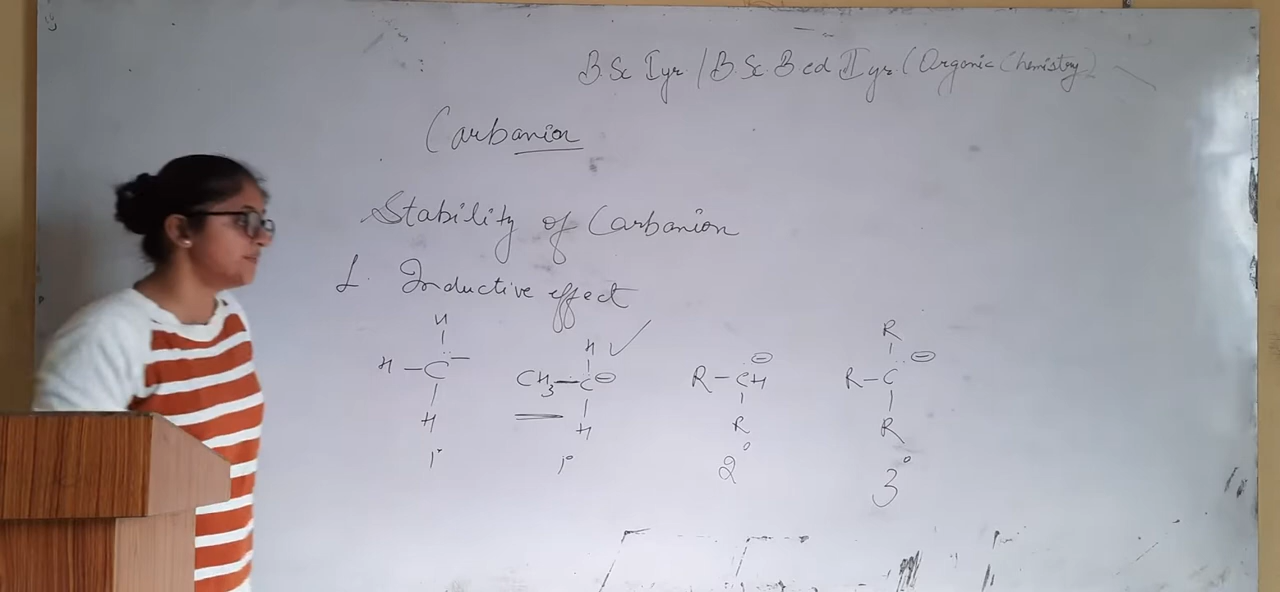 B.Sc I yr / B.Sc. B.ed II yr. (Organic Chemistry)
Carbanion
Stability of Carbanion
1. Inductive effect
H H R
H – C – CH3 – C ⊖ R – CH ⊖ R – C ⊖
H H R R
1° 1° 2° 3°